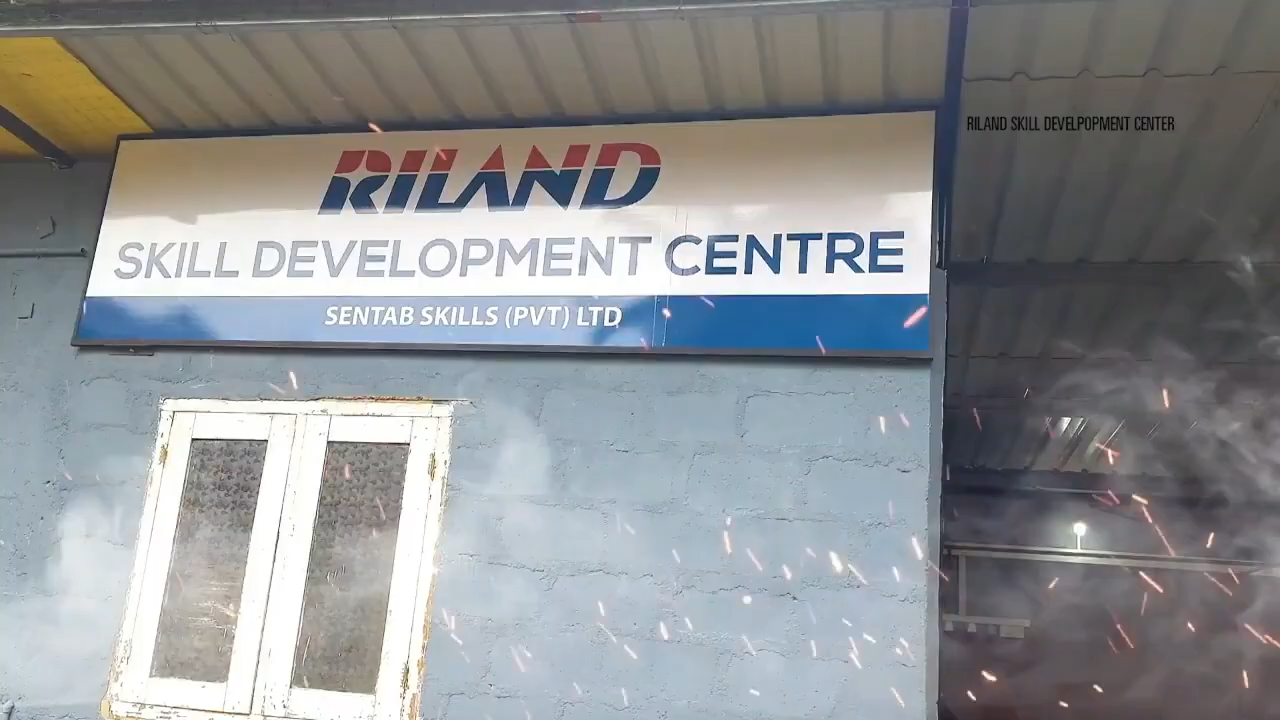 RILAND
SKILL DEVELOPMENT CENTRE
SENTAB SKILLS (PVT) LTD
RILAND SKILL DEVELPOPMENT CENTER